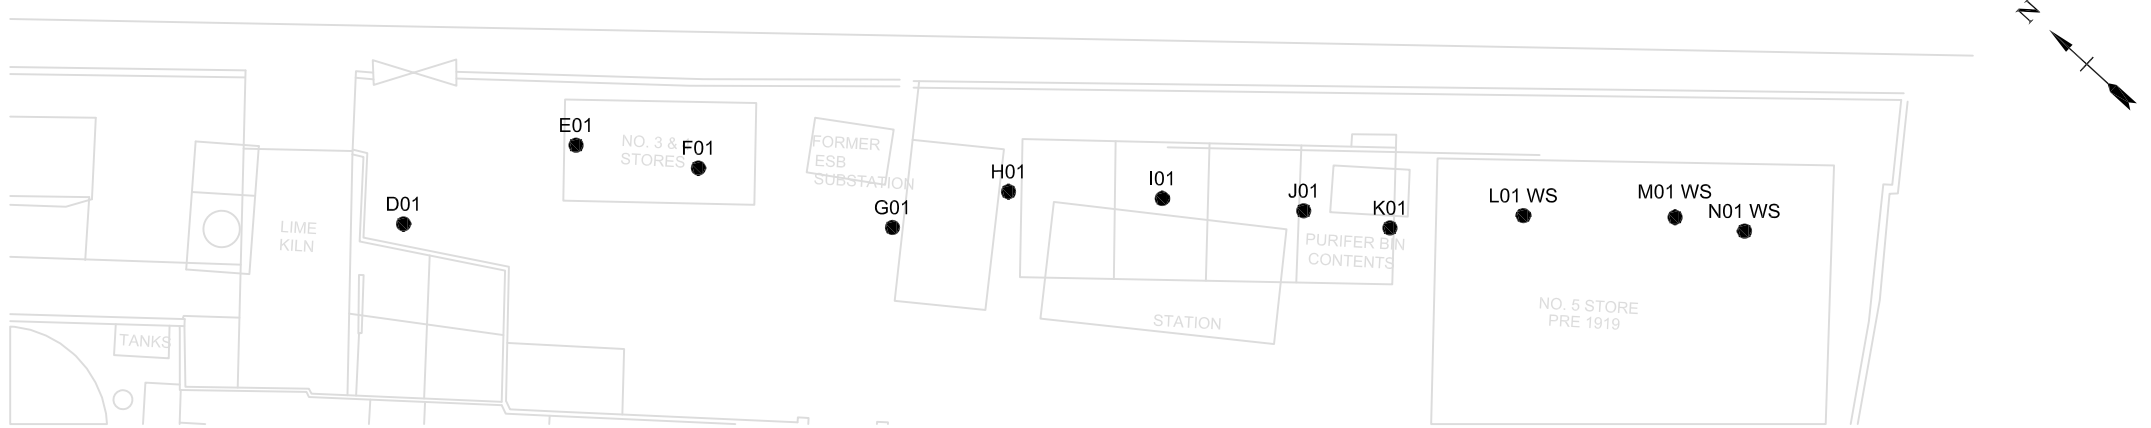 N
E01
NO. 3 & 
F01
STORES
FORMER
ESB
SUBSTATION
H01
I01
J01
K01
L01 WS
M01 WS
N01 WS
D01
G01
LIME
KILN
PURIFER BIN
CONTENTS
NO. 5 STORE
PRE 1919
STATION
TANKS